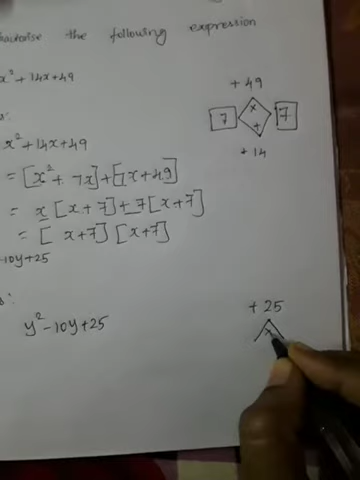 the following expression
x² + 14x + 49
+ 49
x
7 7
+
+ 14
x² + 14x + 49
= [x² + 7x] + [7x + 49]
= x [x + 7] + 7 [x + 7]
= [ x + 7] [x + 7]
-10y + 25
+ 25
y² - 10y + 25